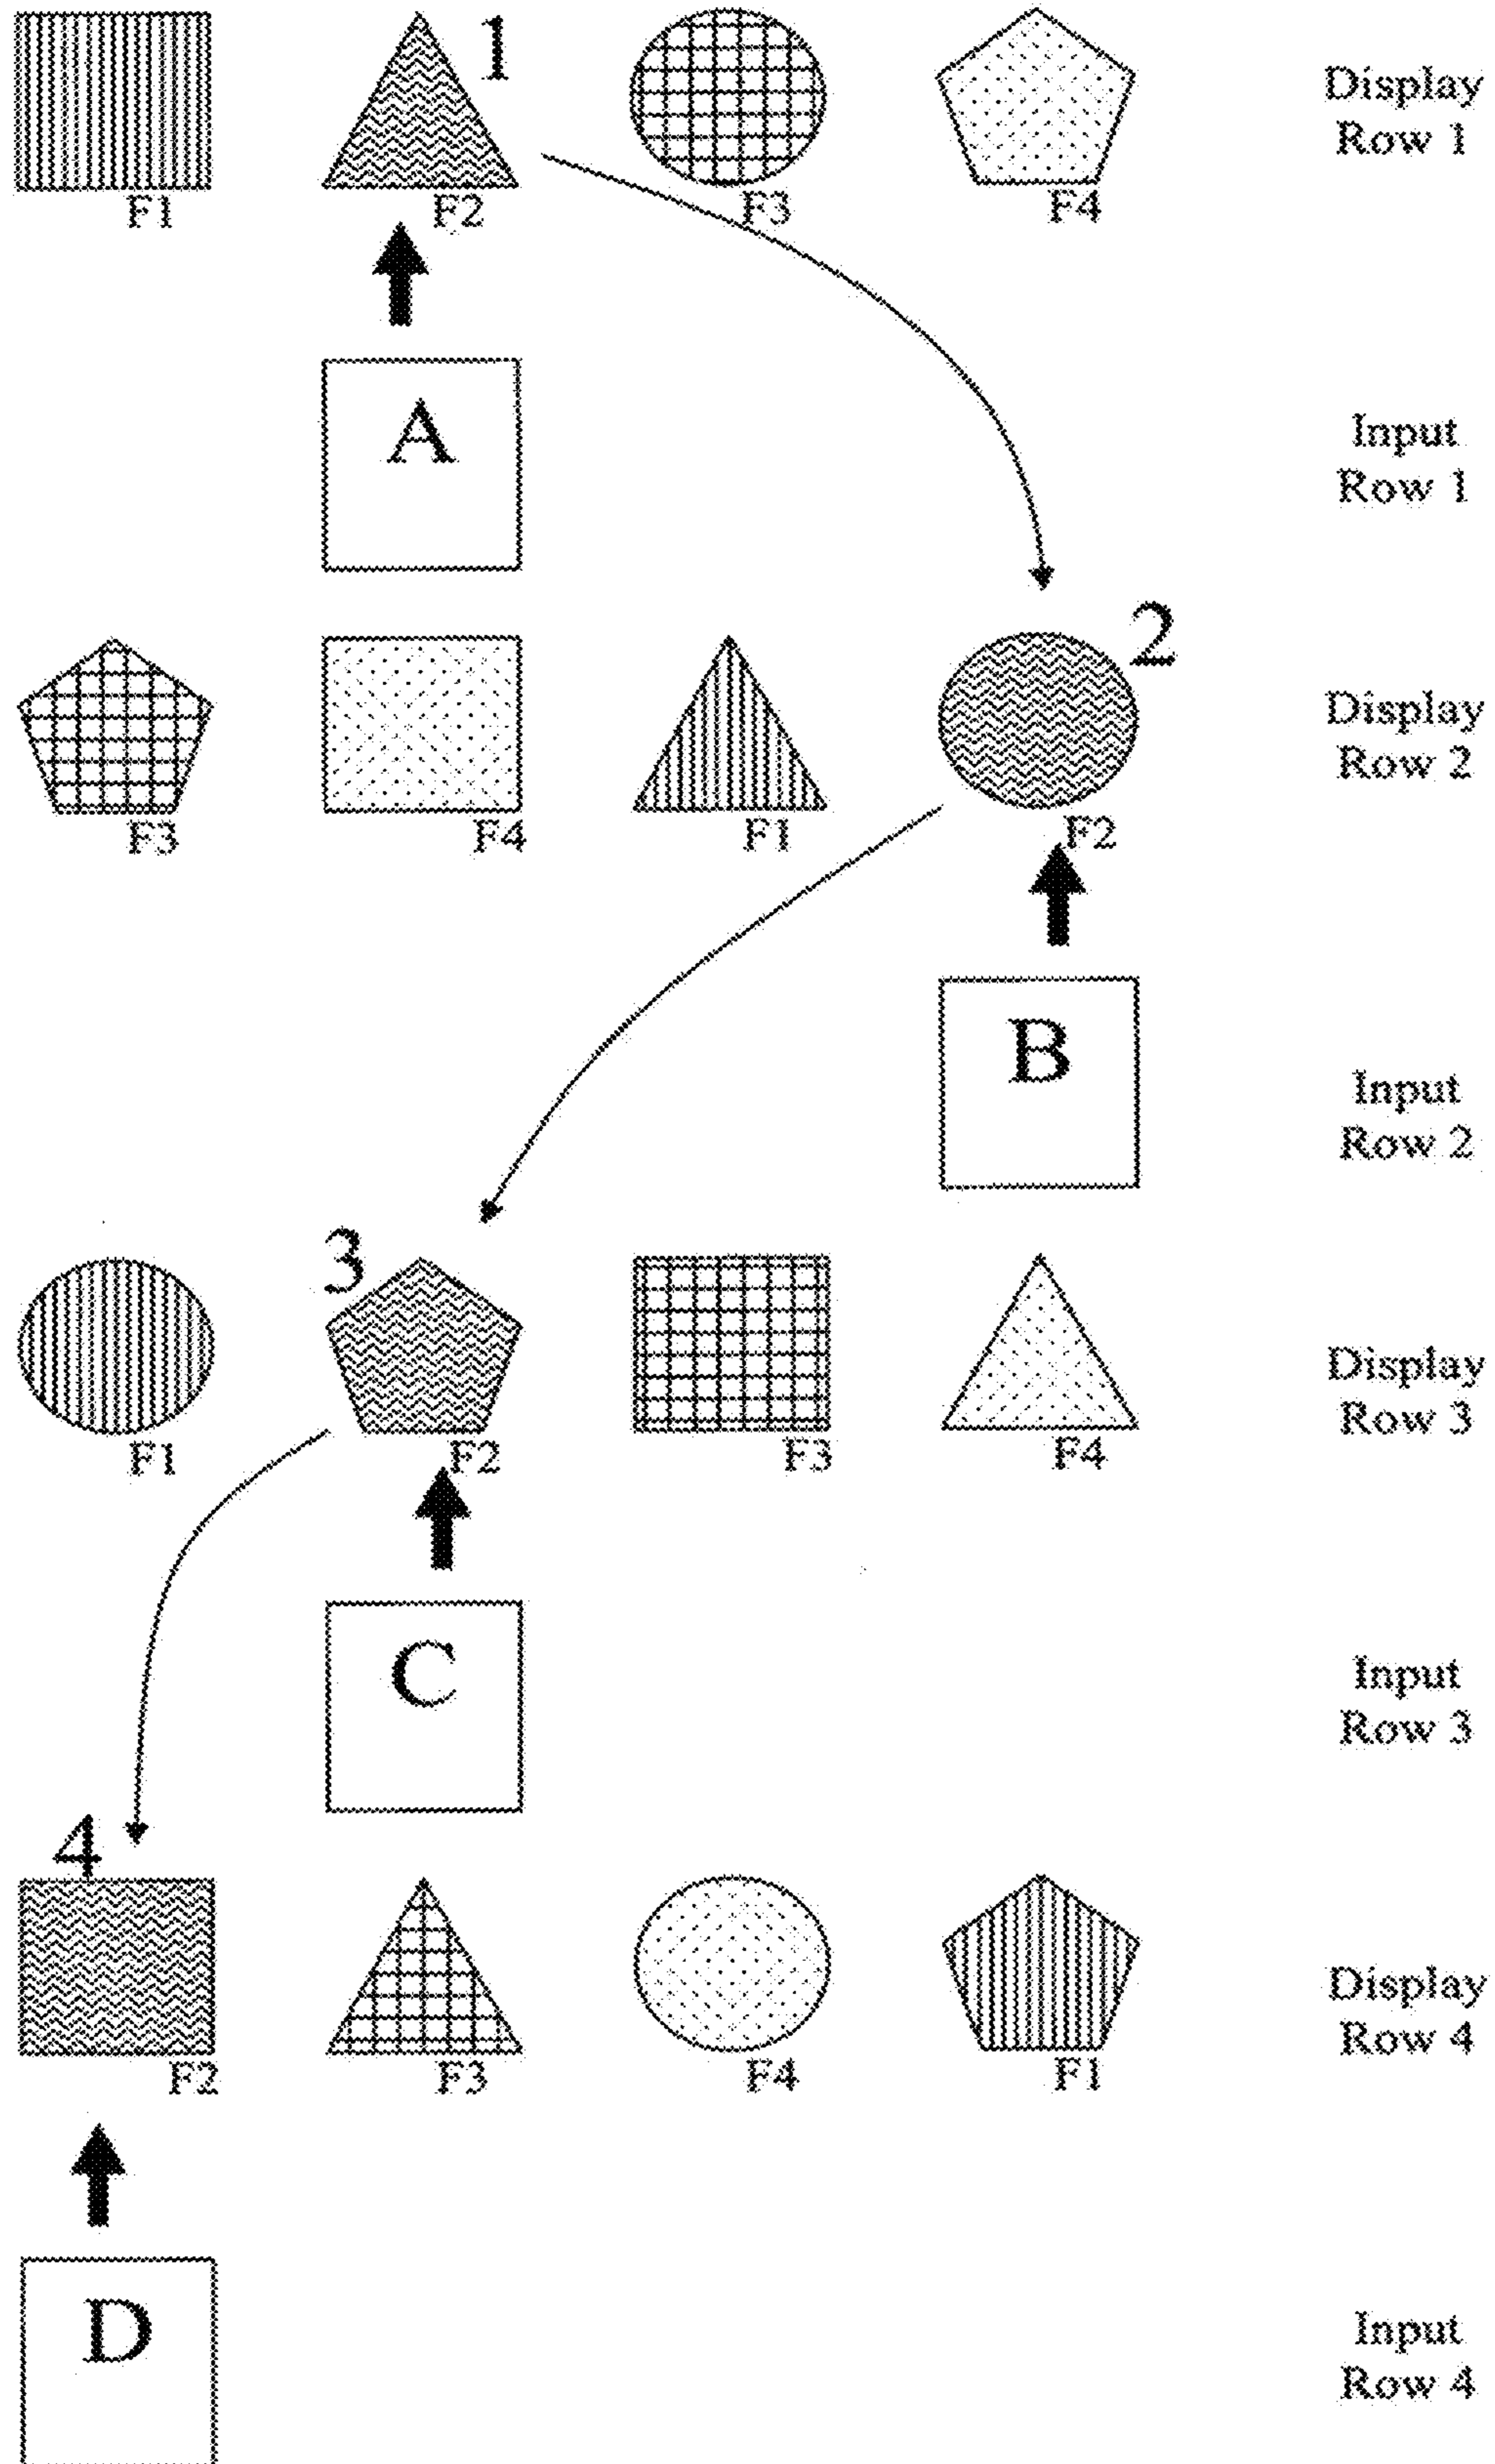 1
Display
Row 1
F1
F2
F3
F4
A
Input
Row 1
2
Display
Row 2
F3
F4
F1
F2
B
Input
Row 2
3
Display
Row 3
F1
F2
F3
F4
C
Input
Row 3
4
Display
Row 4
F2
F3
F4
F1
D
Input
Row 4